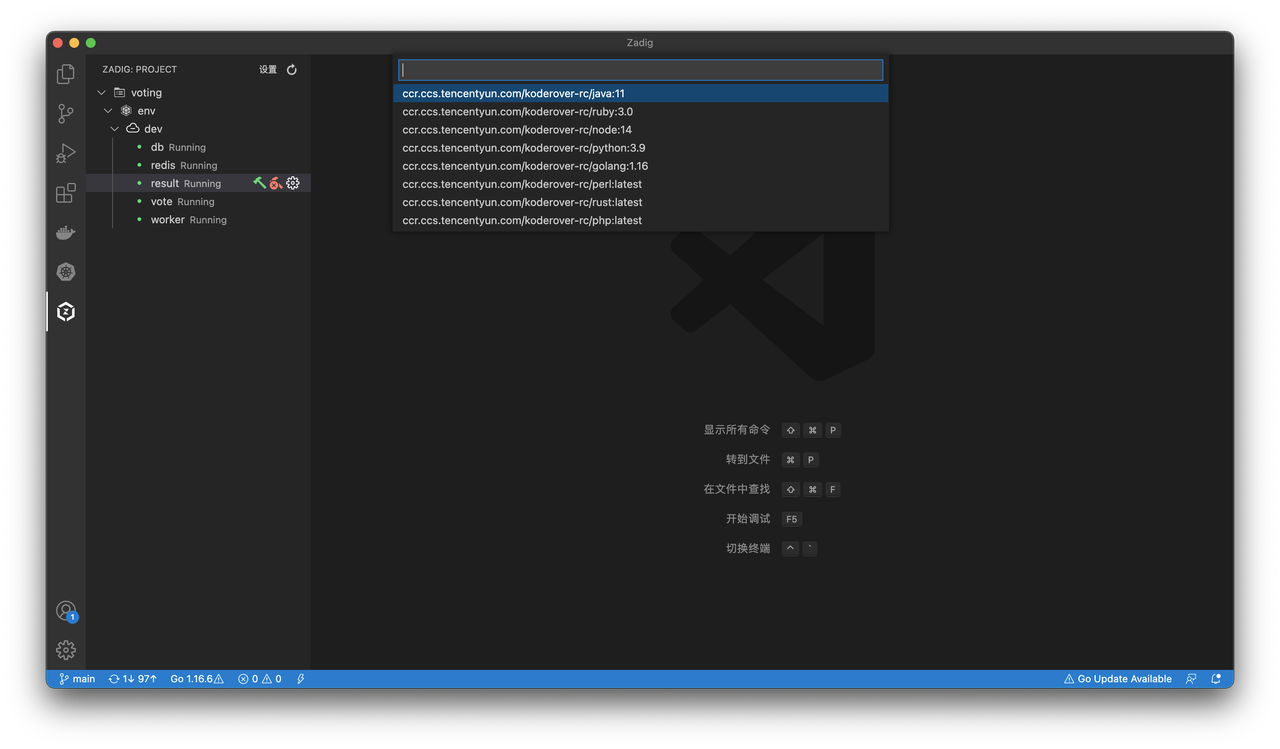 Zadig
ZADIG: PROJECT 设置
voting
env
dev
db Running
redis Running
result Running
vote Running
worker Running
ccr.ccs.tencentyun.com/koderover-rc/java:11
ccr.ccs.tencentyun.com/koderover-rc/ruby:3.0
ccr.ccs.tencentyun.com/koderover-rc/node:14
ccr.ccs.tencentyun.com/koderover-rc/python:3.9
ccr.ccs.tencentyun.com/koderover-rc/golang:1.16
ccr.ccs.tencentyun.com/koderover-rc/perl:latest
ccr.ccs.tencentyun.com/koderover-rc/rust:latest
ccr.ccs.tencentyun.com/koderover-rc/php:latest
显示所有命令 ⇧ ⌘ P
转到文件 ⌘ P
在文件中查找 ⇧ ⌘ F
开始调试 F5
切换终端 ^ `
1
main 1↓ 97↑ Go 1.16.6 0 0 Go Update Available